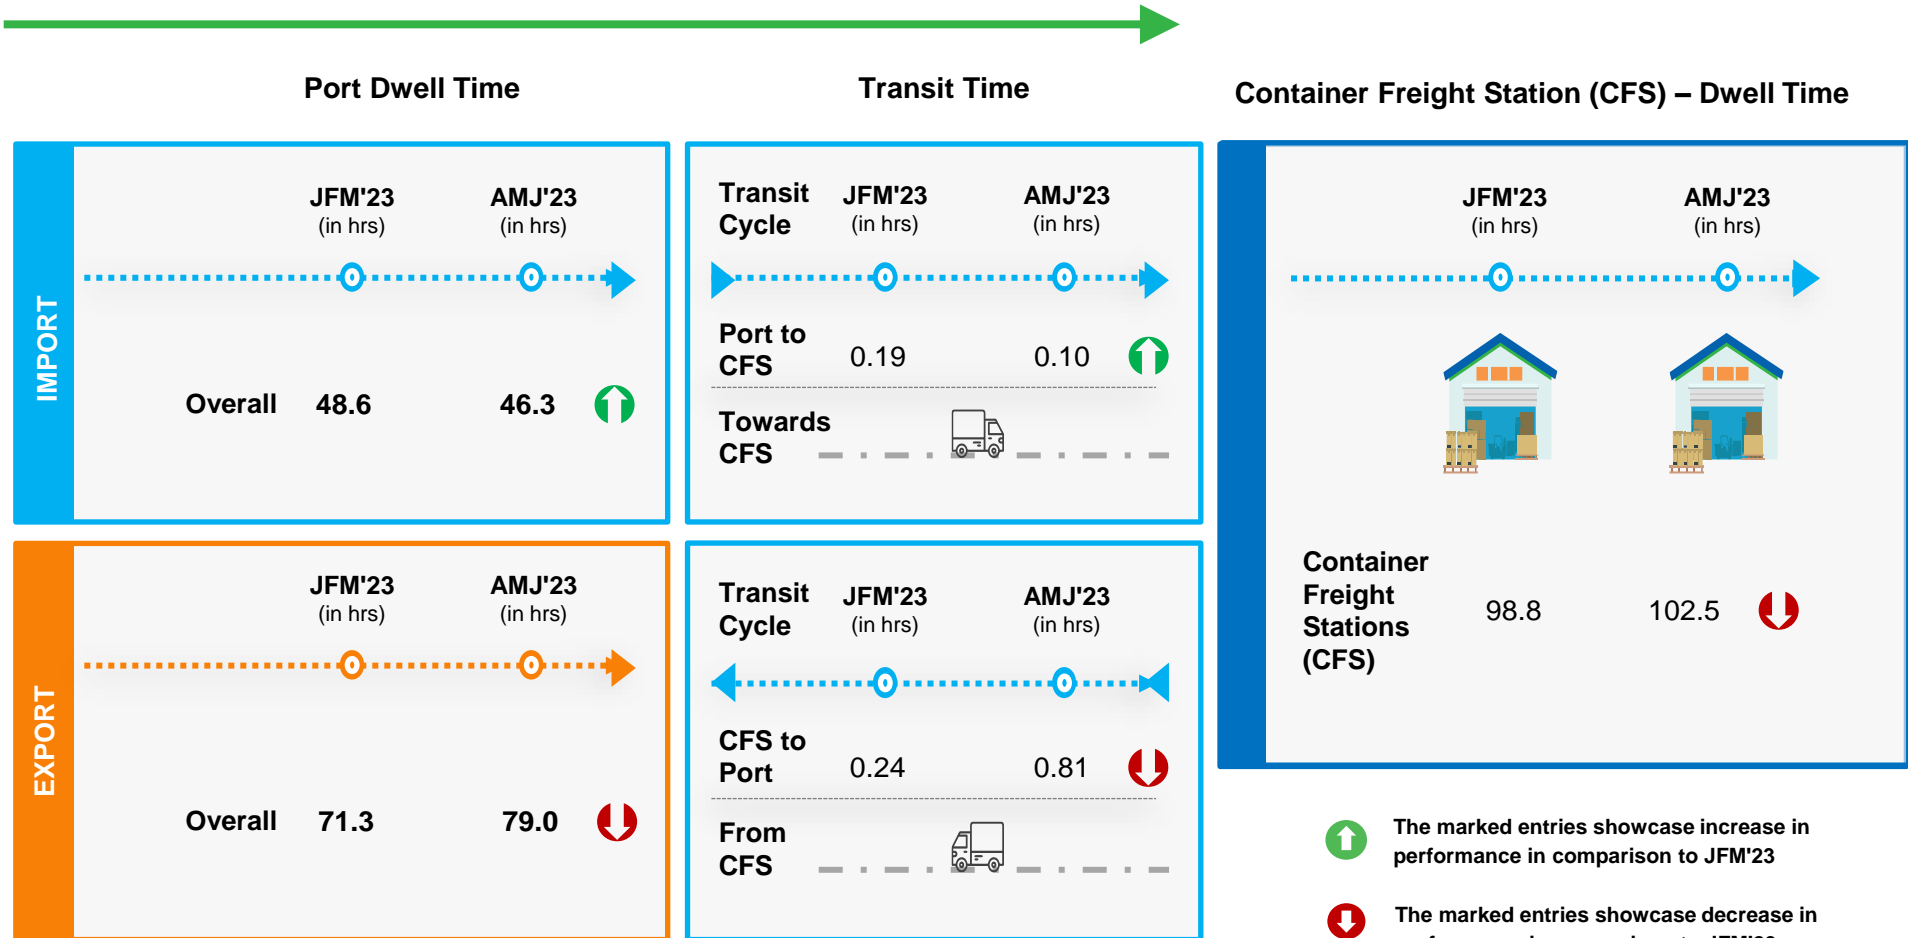 Port Dwell Time
Transit Time
Container Freight Station (CFS) – Dwell Time
IMPORT
JFM'23
(in hrs)
AMJ'23
(in hrs)
Overall 48.6 46.3
Transit
Cycle
JFM'23
(in hrs)
AMJ'23
(in hrs)
Port to
CFS
0.19 0.10
Towards
CFS
JFM'23
(in hrs)
AMJ'23
(in hrs)
Container
Freight
Stations
(CFS)
98.8 102.5
EXPORT
JFM'23
(in hrs)
AMJ'23
(in hrs)
Overall 71.3 79.0
Transit
Cycle
JFM'23
(in hrs)
AMJ'23
(in hrs)
CFS to
Port
0.24 0.81
From
CFS
The marked entries showcase increase in
performance in comparison to JFM'23
The marked entries showcase decrease in